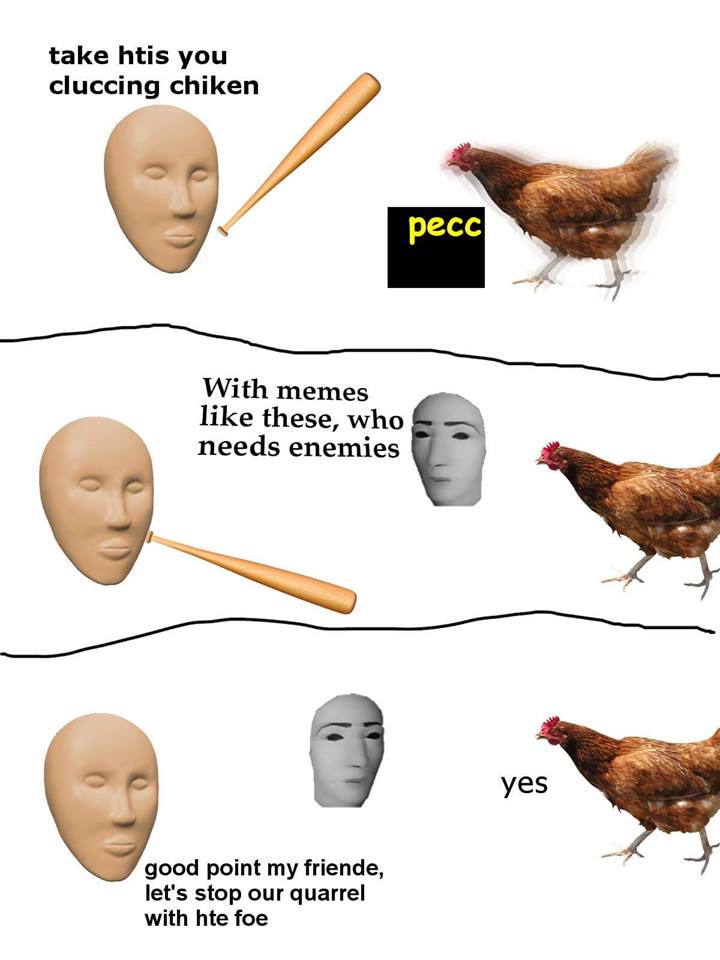 take htis you
cluccing chiken
pecc
With memes
like these, who
needs enemies
yes
good point my friende,
let's stop our quarrel
with hte foe